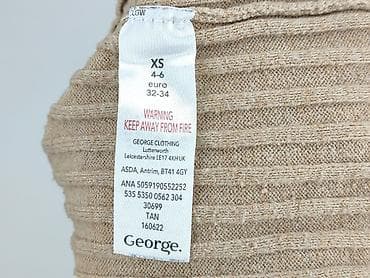 XS
4-6
euro
32-34
WARNING
KEEP AWAY FROM FIRE
GEORGE CLOTHING
Lutterworth
Leicestershire LE17 4XH UK
ASDA, Antrim, BT41 4GY
ANA 5059190552252
535 5350 0562 304
30699
TAN
160622
George.